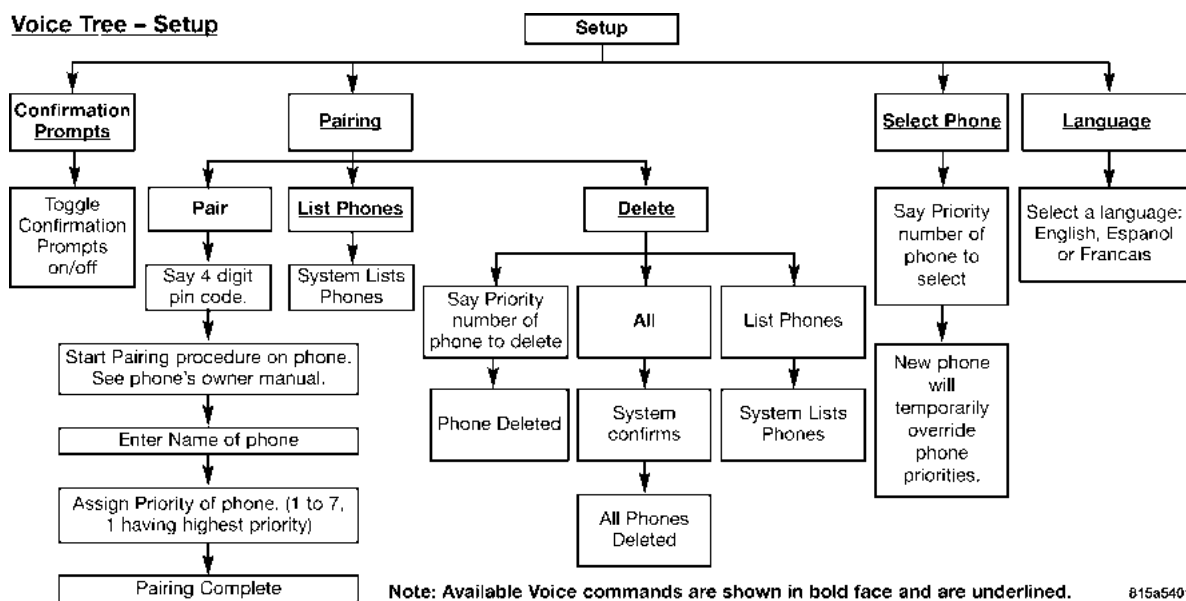 Voice Tree – Setup
Setup
Confirmation
Prompts
Pairing
Select Phone
Language
Toggle
Confirmation
Prompts
on/off
Pair
List Phones
Delete
Say Priority
number of
phone to
select
Select a language:
English, Espanol
or Francais
Say 4 digit
pin code.
System Lists
Phones
Say Priority
number of
phone to delete
All
List Phones
Start Pairing procedure on phone.
See phone's owner manual.
New phone
will
temporarily
override
phone
priorities.
Phone Deleted
System
confirms
System Lists
Phones
Enter Name of phone
Assign Priority of phone. (1 to 7,
1 having highest priority)
All Phones
Deleted
Pairing Complete
Note: Available Voice commands are shown in bold face and are underlined.
815a5401